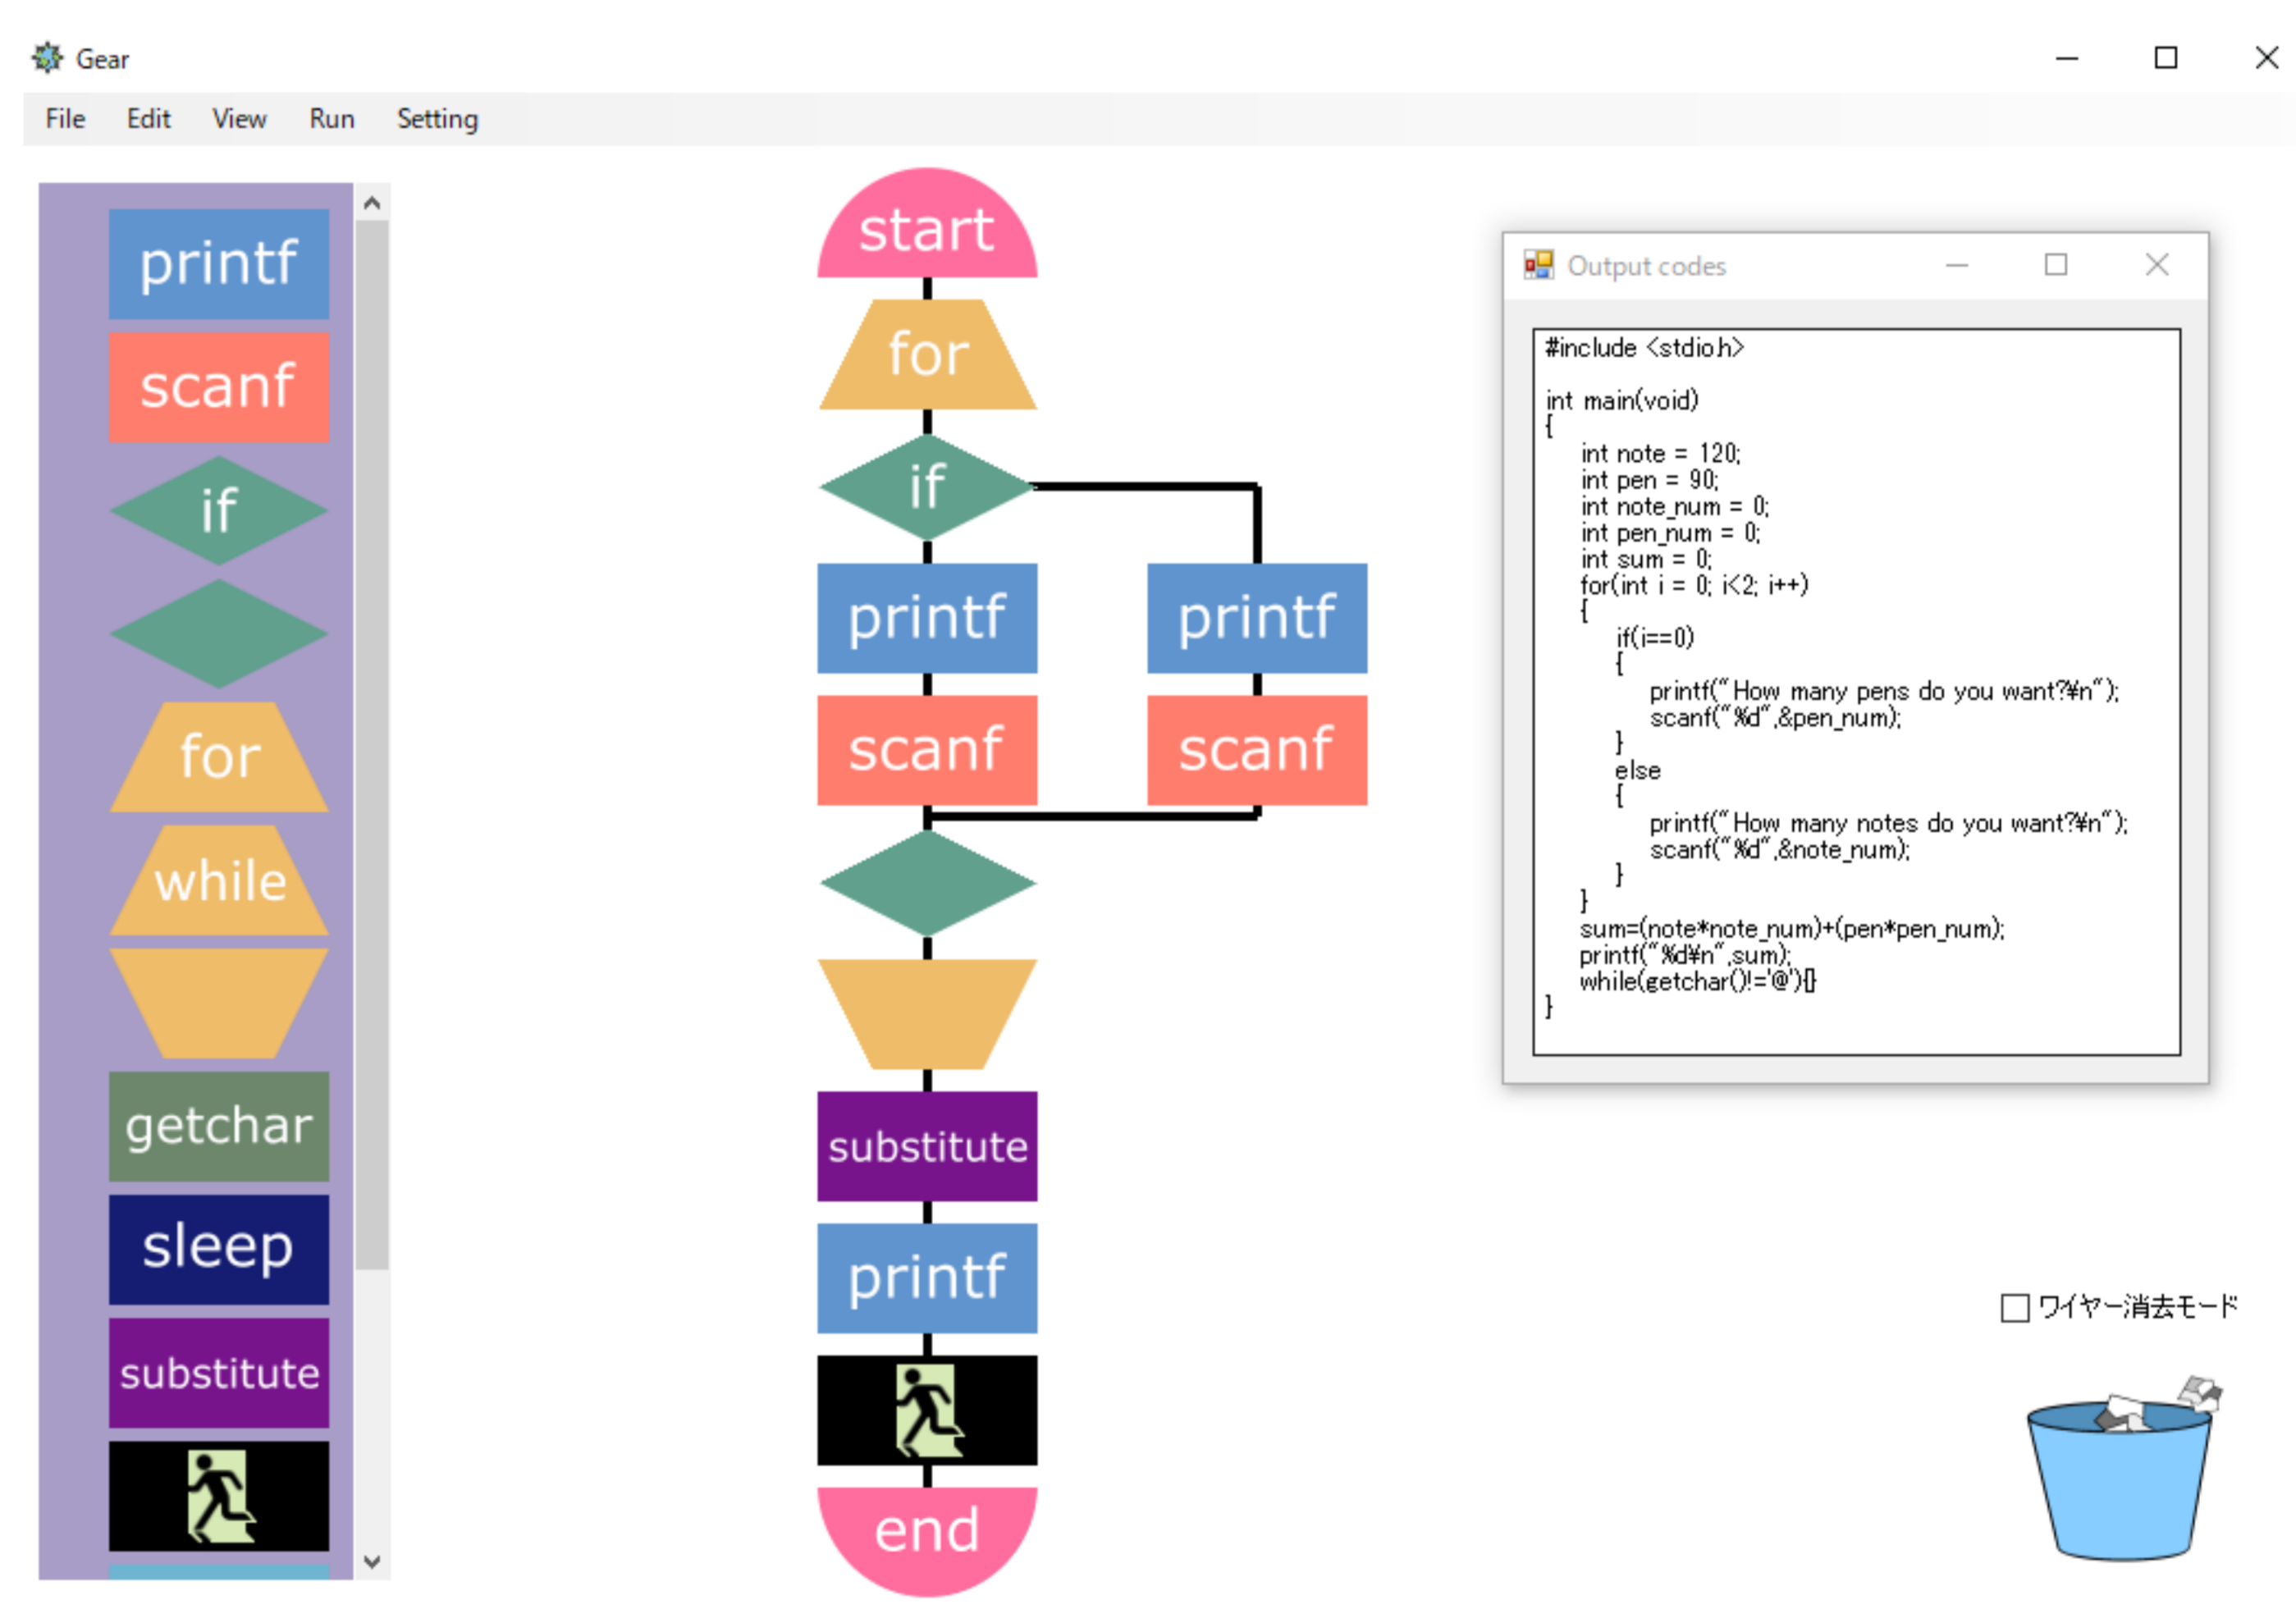 Gear
File Edit View Run Setting
printf
scanf
if
for
while
getchar
sleep
substitute
start
for
if
printf printf
scanf scanf
substitute
printf
end
Output codes
#include <stdio.h>
int main(void)
{
int note = 120;
int pen = 90;
int note_num = 0;
int pen_num = 0;
int sum = 0;
for(int i = 0; i<2; i++)
{
if(i==0)
{
printf("How many pens do you want?¥n");
scanf("%d",&pen_num);
}
else
{
printf("How many notes do you want?¥n");
scanf("%d",&note_num);
}
}
sum=(note*note_num)+(pen*pen_num);
printf("%d¥n",sum);
while(getchar()!='@'){}
}
ワイヤー消去モード